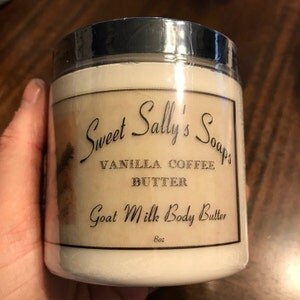 Sweet Sally's Soaps
VANILLA COFFEE
BUTTER
Goat Milk Body Butter
8oz